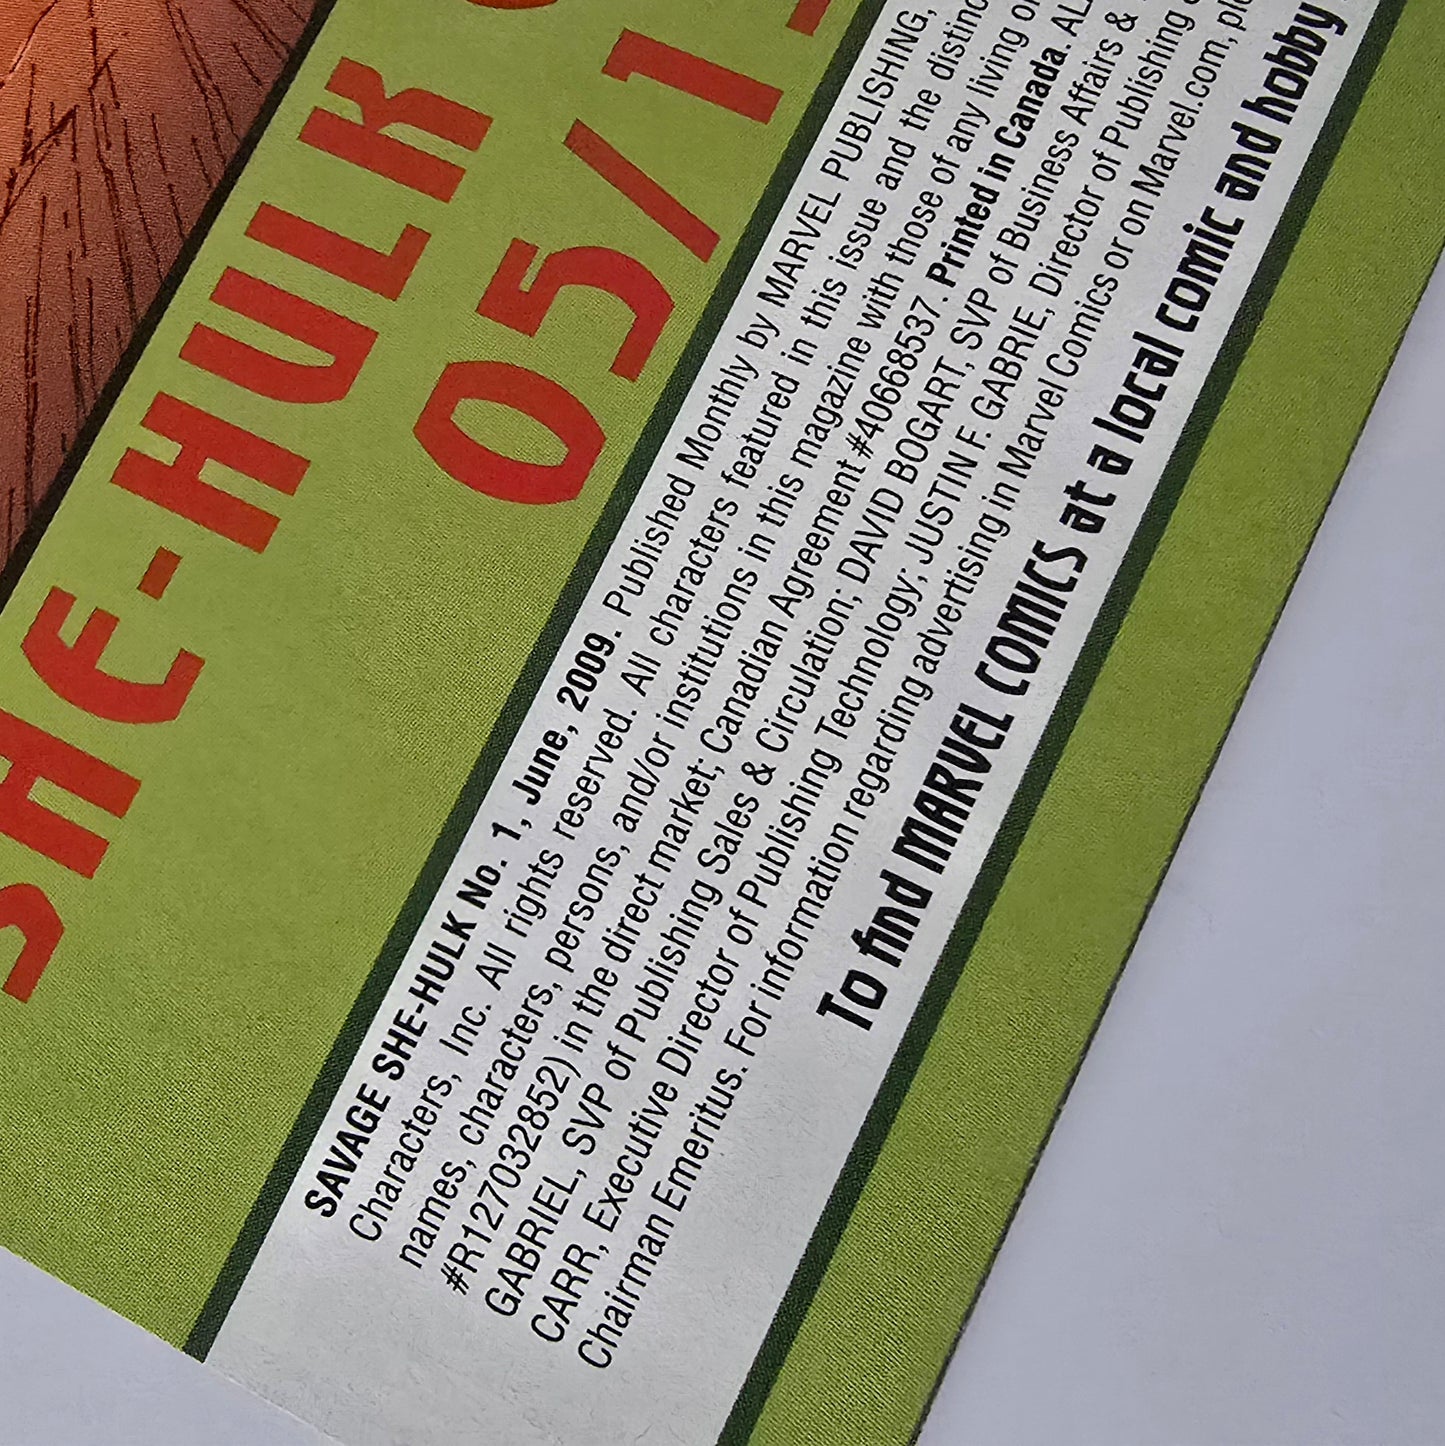 SHE-HULK
05/1
SAVAGE SHE-HULK No. 1, June, 2009. Published Monthly by MARVEL PUBLISHING,
Characters, Inc. All rights reserved. All characters featured in this issue and the
names, characters, persons, and/or institutions in this magazine with those of any living
#R127032852) in the direct market; Canadian Agreement #40668537. Printed in Canada.
GABRIEL, SVP of Publishing Sales & Circulation; DAVID BOGART, SVP of Business Affairs &
CARR, Executive Director of Publishing Technology; JUSTIN F. GABRIE, Director of Publishing
Chairman Emeritus. For information regarding advertising in Marvel Comics or on Marvel.com,
To find MARVEL COMICS at a local comic and hobby